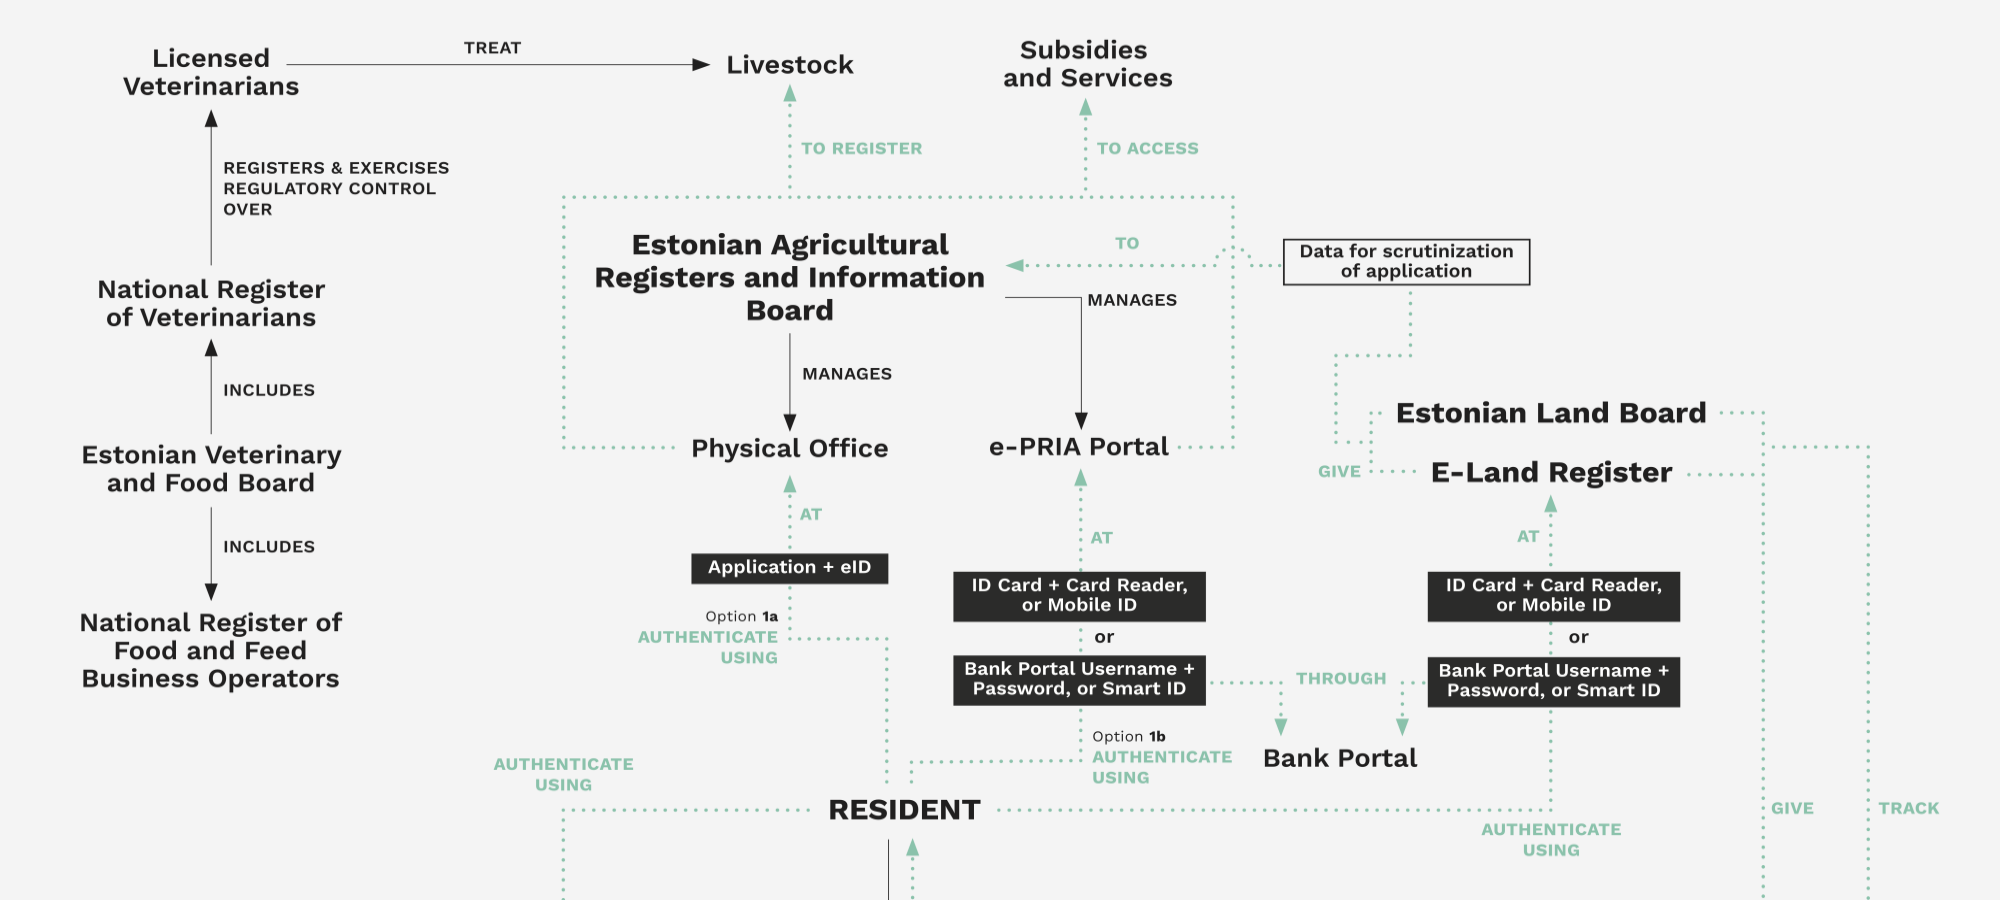 Licensed
Veterinarians
TREAT
Livestock
Subsidies
and Services
REGISTERS & EXERCISES
REGULATORY CONTROL
OVER
TO REGISTER
TO ACCESS
National Register
of Veterinarians
Estonian Agricultural
Registers and Information
Board
TO
Data for scrutinization
of application
MANAGES
MANAGES
INCLUDES
Estonian Veterinary
and Food Board
Physical Office
e-PRIA Portal
Estonian Land Board
GIVE
E-Land Register
INCLUDES
AT
AT
AT
National Register of
Food and Feed
Business Operators
Application + eID
ID Card + Card Reader,
or Mobile ID
ID Card + Card Reader,
or Mobile ID
Option 1a
AUTHENTICATE
USING
or
or
Bank Portal Username +
Password, or Smart ID
THROUGH
Bank Portal Username +
Password, or Smart ID
Option 1b
AUTHENTICATE
USING
Bank Portal
AUTHENTICATE
USING
RESIDENT
AUTHENTICATE
USING
GIVE
TRACK